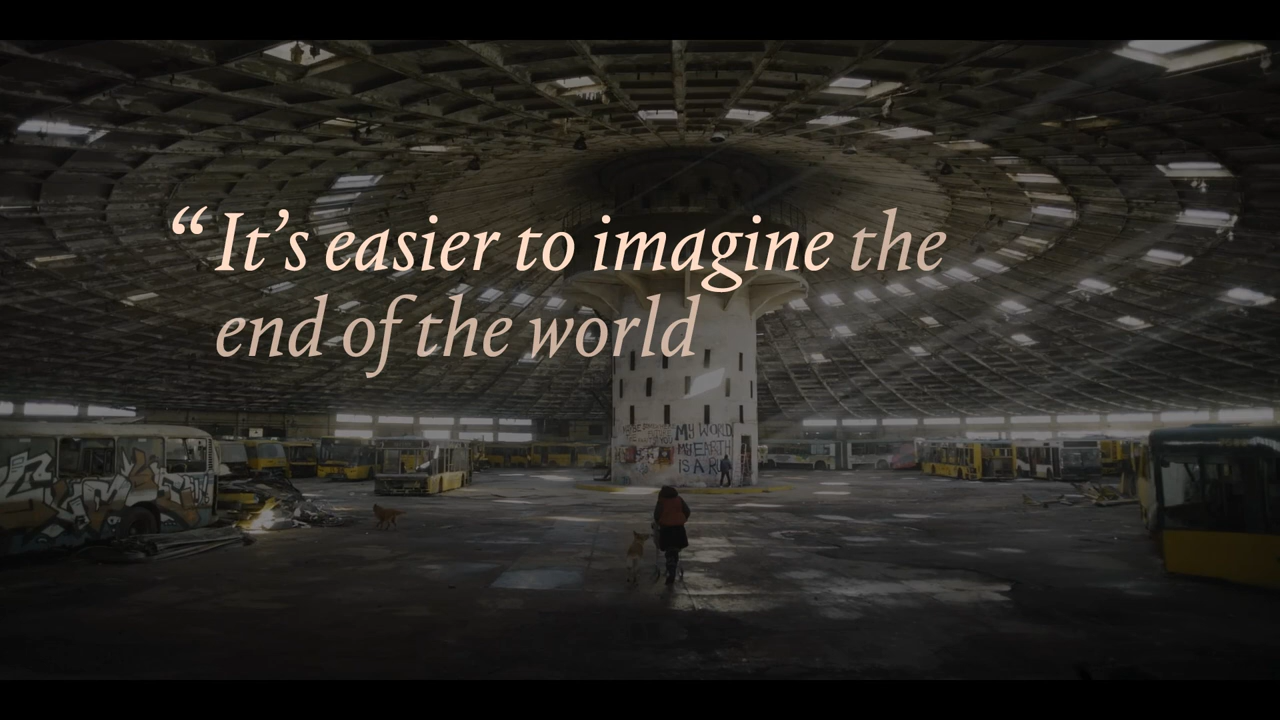 “It’s easier to imagine the
end of the world
MY WORLD
MY EARTH
IS A